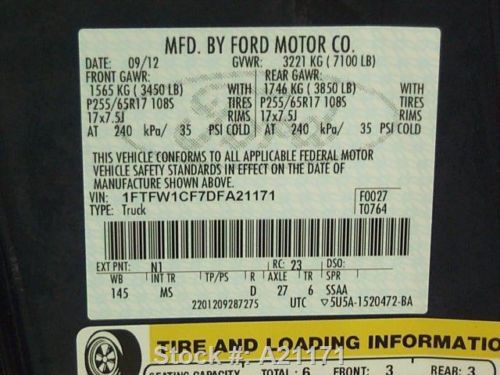 MFD. BY FORD MOTOR CO.
DATE: 09/12 GVWR: 3221 KG ( 7100 LB)
FRONT GAWR: REAR GAWR:
1565 KG ( 3450 LB) WITH 1746 KG ( 3850 LB) WITH
P255/65R17 108S TIRES P255/65R17 108S TIRES
17x7.5J RIMS 17x7.5J RIMS
AT 240 kPa/ 35 PSI COLD AT 240 kPa/ 35 PSI COLD
THIS VEHICLE CONFORMS TO ALL APPLICABLE FEDERAL MOTOR
VEHICLE SAFETY STANDARDS IN EFFECT ON THE DATE OF
MANUFACTURE SHOWN ABOVE.
VIN: 1FTFW1CF7DFA21171 F0027
TYPE: Truck T0764
EXT PNT: N1 RC: 23 DSO:
WB INT TR TP/PS R AXLE TR SPR
145 MS D 27 6 SSAA
2201209287275 UTC ▽5U5A-1520472-BA
TIRE AND LOADING INFORMATIO
Stock #: A21171
SEATING CAPACITY Total : 6 FRONT: 3 REAR: 3